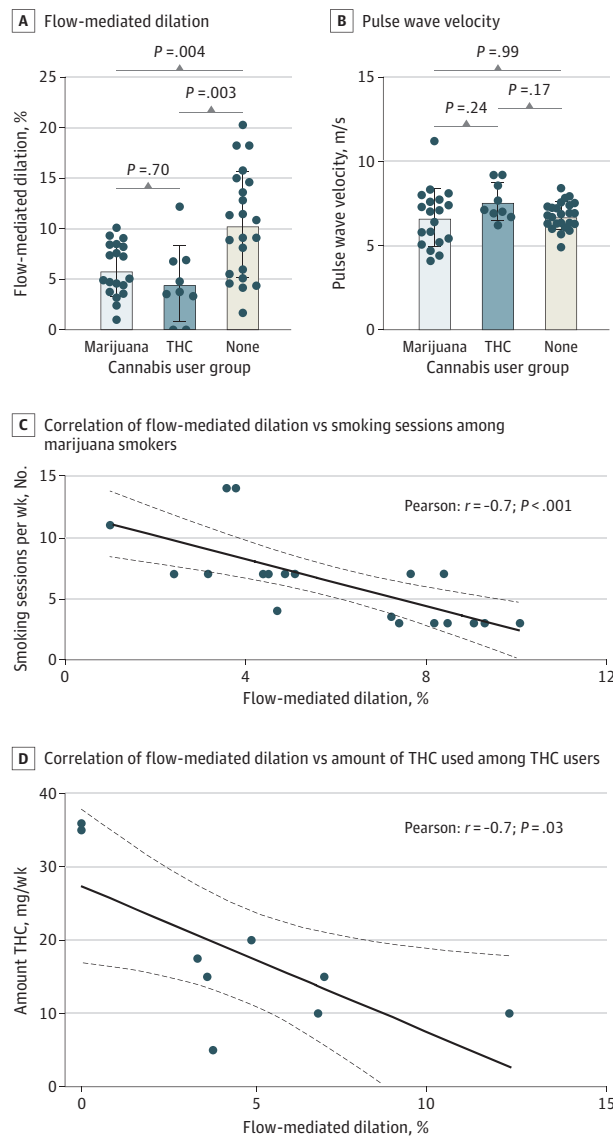 A Flow-mediated dilation
P = .004
P = .003
P = .70
25
20
15
10
5
0
Flow-mediated dilation, %
Marijuana THC None
Cannabis user group
B Pulse wave velocity
P = .99
P = .17
P = .24
15
10
5
0
Pulse wave velocity, m/s
Marijuana THC None
Cannabis user group
C Correlation of flow-mediated dilation vs smoking sessions among
marijuana smokers
Pearson: r = -0.7; P < .001
15
10
5
0
Smoking sessions per wk, No.
0 4 8 12
Flow-mediated dilation, %
D Correlation of flow-mediated dilation vs amount of THC used among THC users
Pearson: r = -0.7; P = .03
40
30
20
10
0
Amount THC, mg/wk
0 5 10 15
Flow-mediated dilation, %